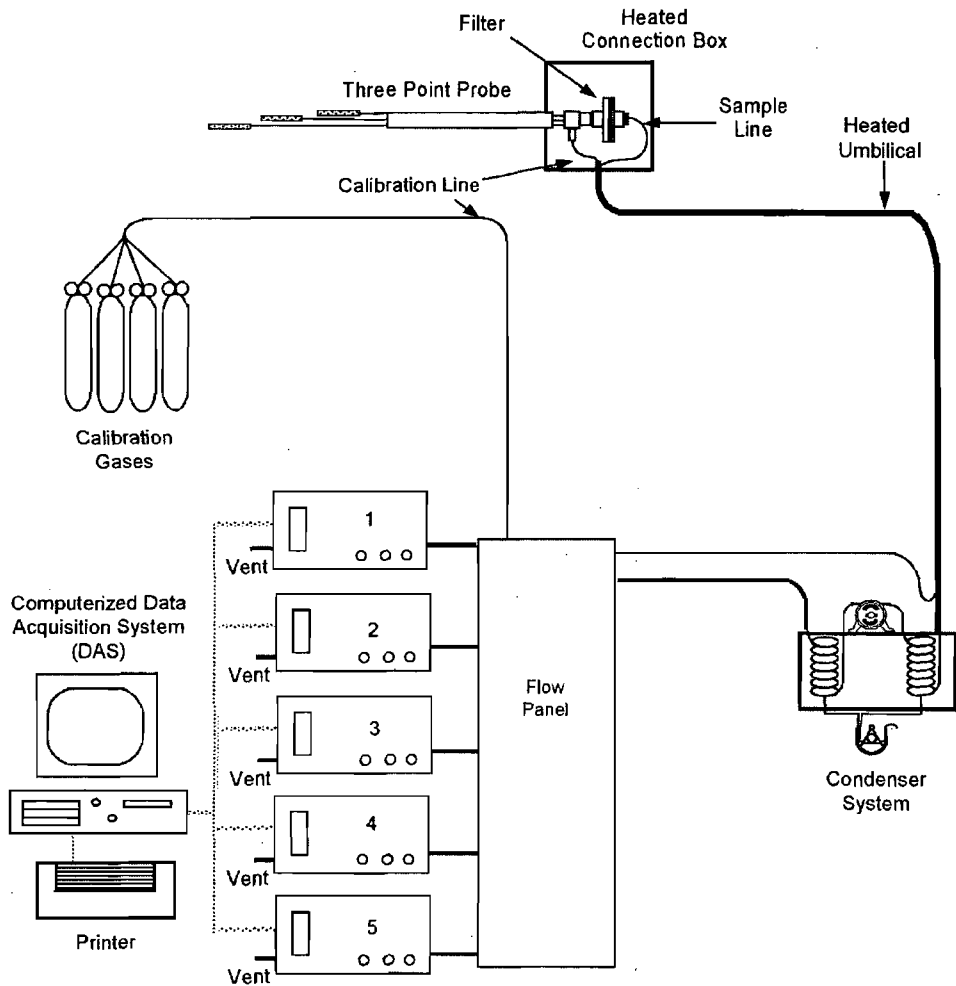 Filter
Heated
Connection Box
Three Point Probe
Sample
Line
Heated
Umbilical
Calibration Line
Calibration
Gases
1
Vent
Computerized Data
Acquisition System
(DAS)
2
Vent
Flow
Panel
3
Vent
Condenser
System
4
Vent
Printer
5
Vent